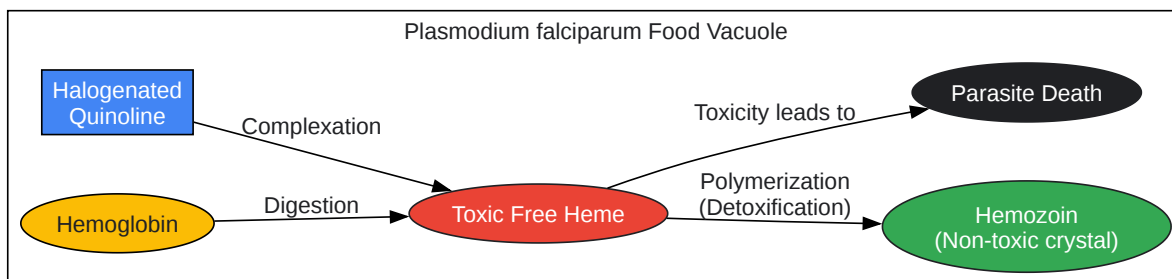 Plasmodium falciparum Food Vacuole
Halogenated
Quinoline
Complexation
Toxicity leads to
Parasite Death
Hemoglobin
Digestion
Toxic Free Heme
Polymerization
(Detoxification)
Hemozoin
(Non-toxic crystal)